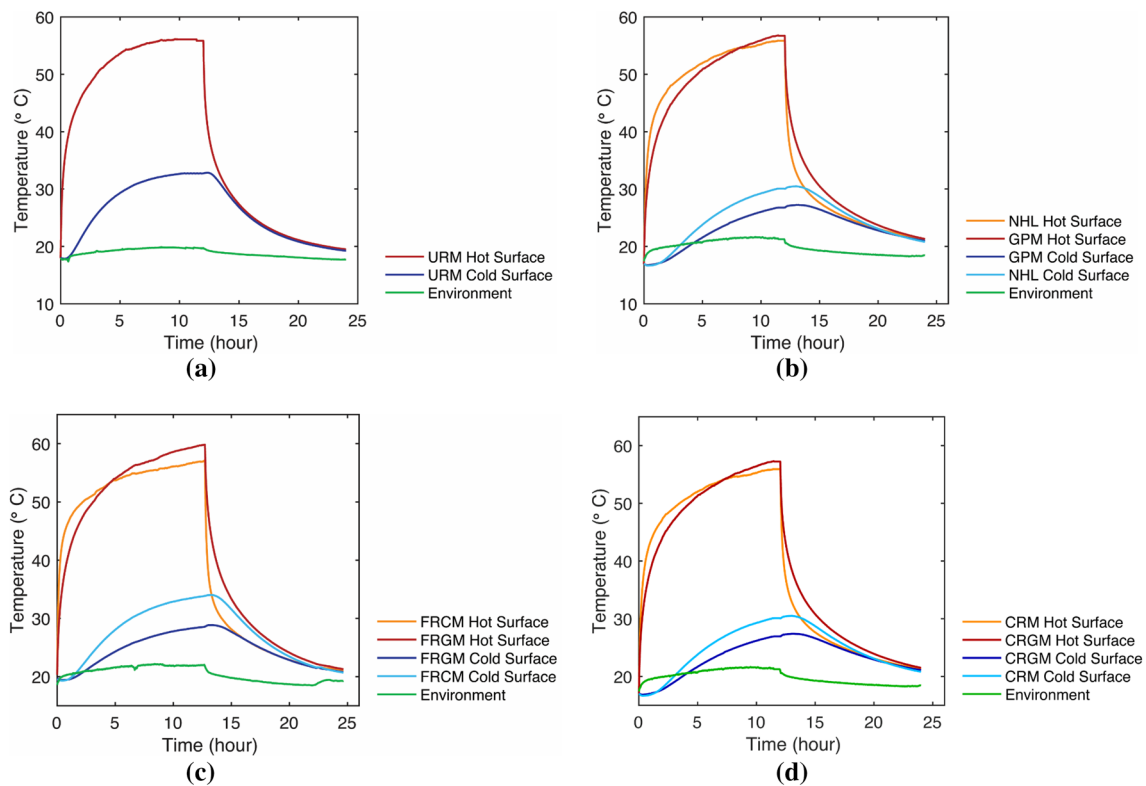 60
50
40
30
20
10
0 5 10 15 20 25
Temperature (° C)
Time (hour)
URM Hot Surface
URM Cold Surface
Environment
(a)
60
50
40
30
20
10
0 5 10 15 20 25
Temperature (° C)
Time (hour)
NHL Hot Surface
GPM Hot Surface
GPM Cold Surface
NHL Cold Surface
Environment
(b)
60
50
40
30
20
0 5 10 15 20 25
Temperature (° C)
Time (hour)
FRCM Hot Surface
FRGM Hot Surface
FRGM Cold Surface
FRCM Cold Surface
Environment
(c)
60
50
40
30
20
0 5 10 15 20 25
Temperature (° C)
Time (hour)
CRM Hot Surface
CRGM Hot Surface
CRGM Cold Surface
CRM Cold Surface
Environment
(d)